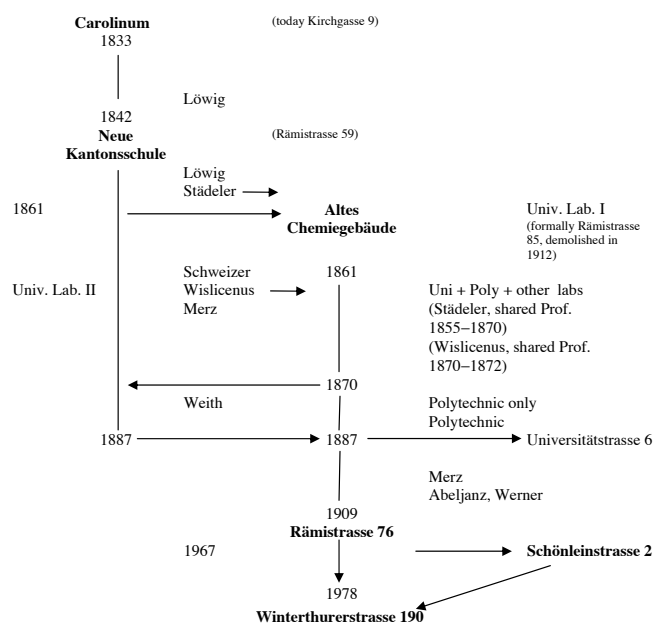 Carolinum
(today Kirchgasse 9)
1833
Löwig
1842
Neue
Kantonsschule
(Rämistrasse 59)
Löwig
Städeler
1861
Altes
Chemiegebäude
Univ. Lab. I
(formally Rämistrasse
85, demolished in
1912)
1861
Univ. Lab. II
Schweizer
Wislicenus
Merz
Uni + Poly + other labs
(Städeler, shared Prof.
1855–1870)
(Wislicenus, shared Prof.
1870–1872)
1870
Weith
Polytechnic only
Polytechnic
1887
1887
Universitätstrasse 6
Merz
Abeljanz, Werner
1909
Rämistrasse 76
1967
Schönleinstrasse 2
1978
Winterthurerstrasse 190